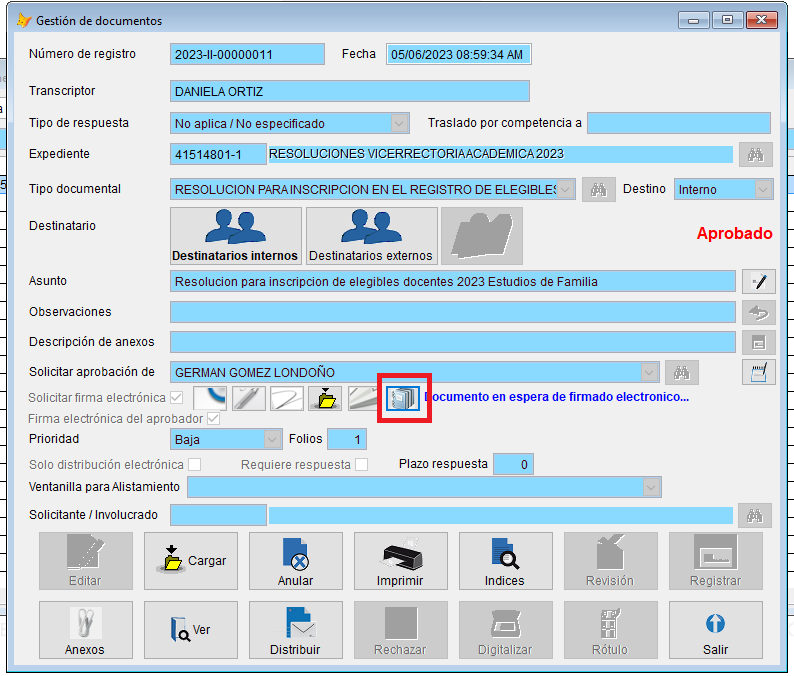 Gestión de documentos
Número de registro 2023-II-00000011 Fecha 05/06/2023 08:59:34 AM
Transcriptor DANIELA ORTIZ
Tipo de respuesta No aplica / No especificado Traslado por competencia a
Expediente 41514801-1 RESOLUCIONES VICERRECTORIA ACADEMICA 2023
Tipo documental RESOLUCION PARA INSCRIPCION EN EL REGISTRO DE ELEGIBLES Destino Interno
Destinatario Destinatarios internos Destinatarios externos Aprobado
Asunto Resolucion para inscripcion de elegibles docentes 2023 Estudios de Familia
Observaciones
Descripción de anexos
Solicitar aprobación de GERMAN GOMEZ LONDOÑO
Solicitar firma electrónica Documento en espera de firmado electronico...
Firma electrónica del aprobador
Prioridad Baja Folios 1
Solo distribución electrónica Requiere respuesta Plazo respuesta 0
Ventanilla para Alistamiento
Solicitante / Involucrado
Editar Cargar Anular Imprimir Indices Revisión Registrar
Anexos Ver Distribuir Rechazar Digitalizar Rótulo Salir